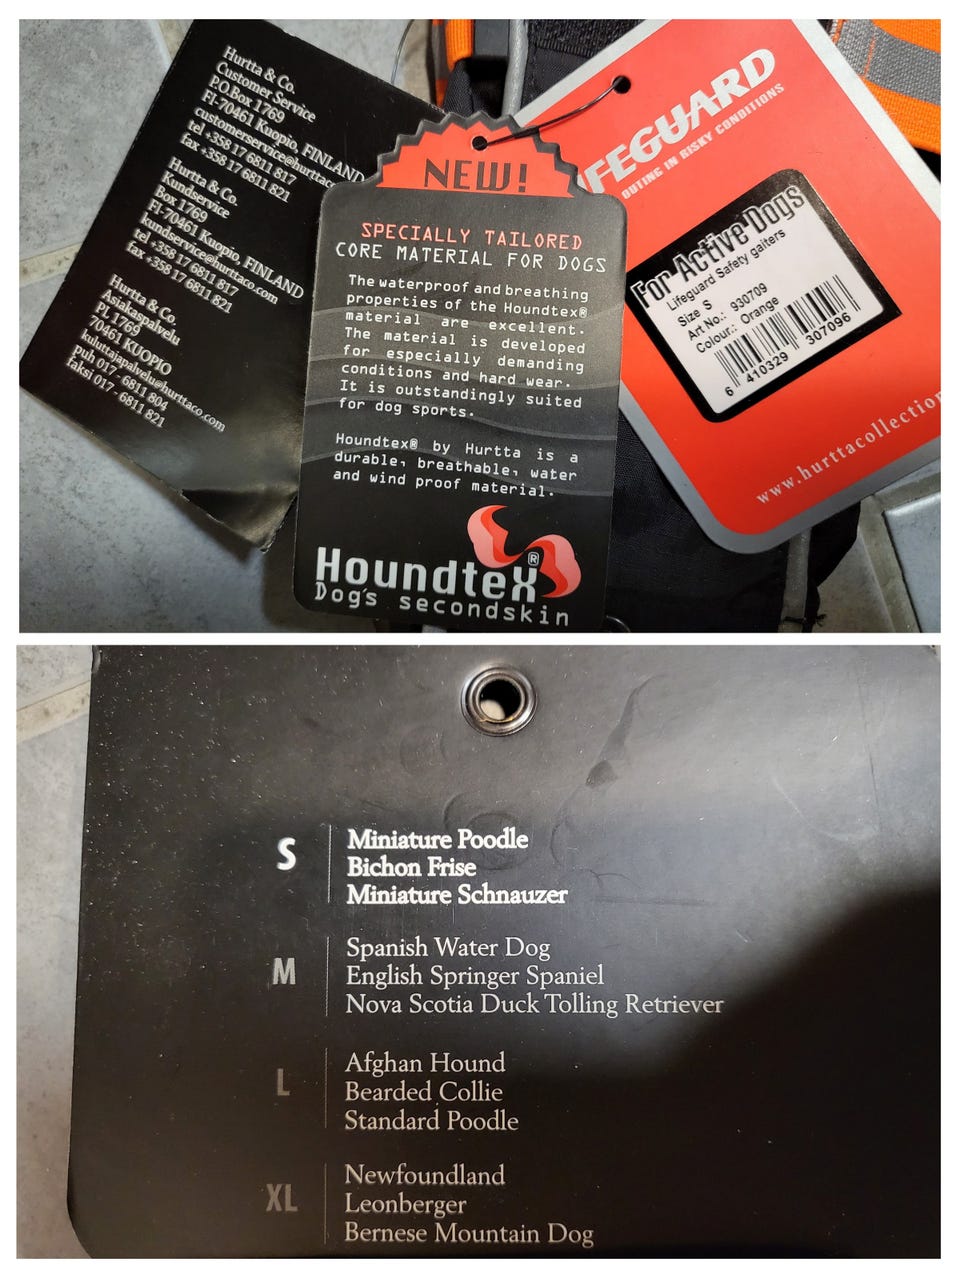 Hurtta & Co.
Customer Service
P.O.Box 1769
FI-70461 Kuopio, FINLAND
tel +358 17 6811 817
customerservice@hurttaco
fax +358 17 6811 821
Hurtta & Co.
Kundservice
Box 1769
FI-70461 Kuopio, FINLAND
kundservice@hurttaco.com
tel +358 17 6811 817
fax +358 17 6811 821
Hurtta & Co.
Asiakaspalvelu
PL 1769
70461 KUOPIO
kuluttajapalvelu@hurttaco.com
puh 017 - 6811 804
faksi 017 - 6811 821
NEW!
SPECIALLY TAILORED
CORE MATERIAL FOR DOGS
The waterproof and breathing
properties of the Houndtex®
material are excellent.
The material is developed
for especially demanding
conditions and hard wear.
It is outstandingly suited
for dog sports.
Houndtex® by Hurtta is a
durable, breathable, water
and wind proof material.
Houndtex®
Dog's secondskin
IFEGUARD
OUTING IN RISKY CONDITIONS
For Active Dogs
Lifeguard Safety gaiters
Size S
Art No.: 930709
Colour.: Orange
6 410329 307096
www.hurttacollection
S
Miniature Poodle
Bichon Frise
Miniature Schnauzer
M
Spanish Water Dog
English Springer Spaniel
Nova Scotia Duck Tolling Retriever
L
Afghan Hound
Bearded Collie
Standard Poodle
XL
Newfoundland
Leonberger
Bernese Mountain Dog